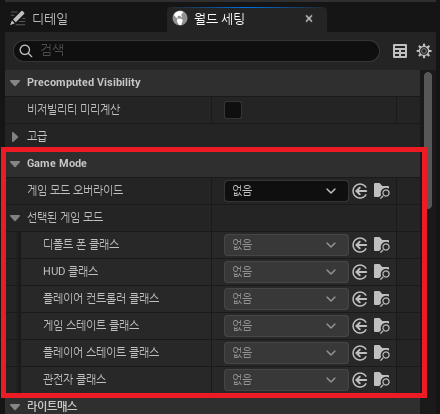 디테일
월드 세팅
검색
Precomputed Visibility
비저빌리티 미리계산
고급
Game Mode
게임 모드 오버라이드 없음
선택된 게임 모드
디폴트 폰 클래스 없음
HUD 클래스 없음
플레이어 컨트롤러 클래스 없음
게임 스테이트 클래스 없음
플레이어 스테이트 클래스 없음
관전자 클래스 없음
라이트매스